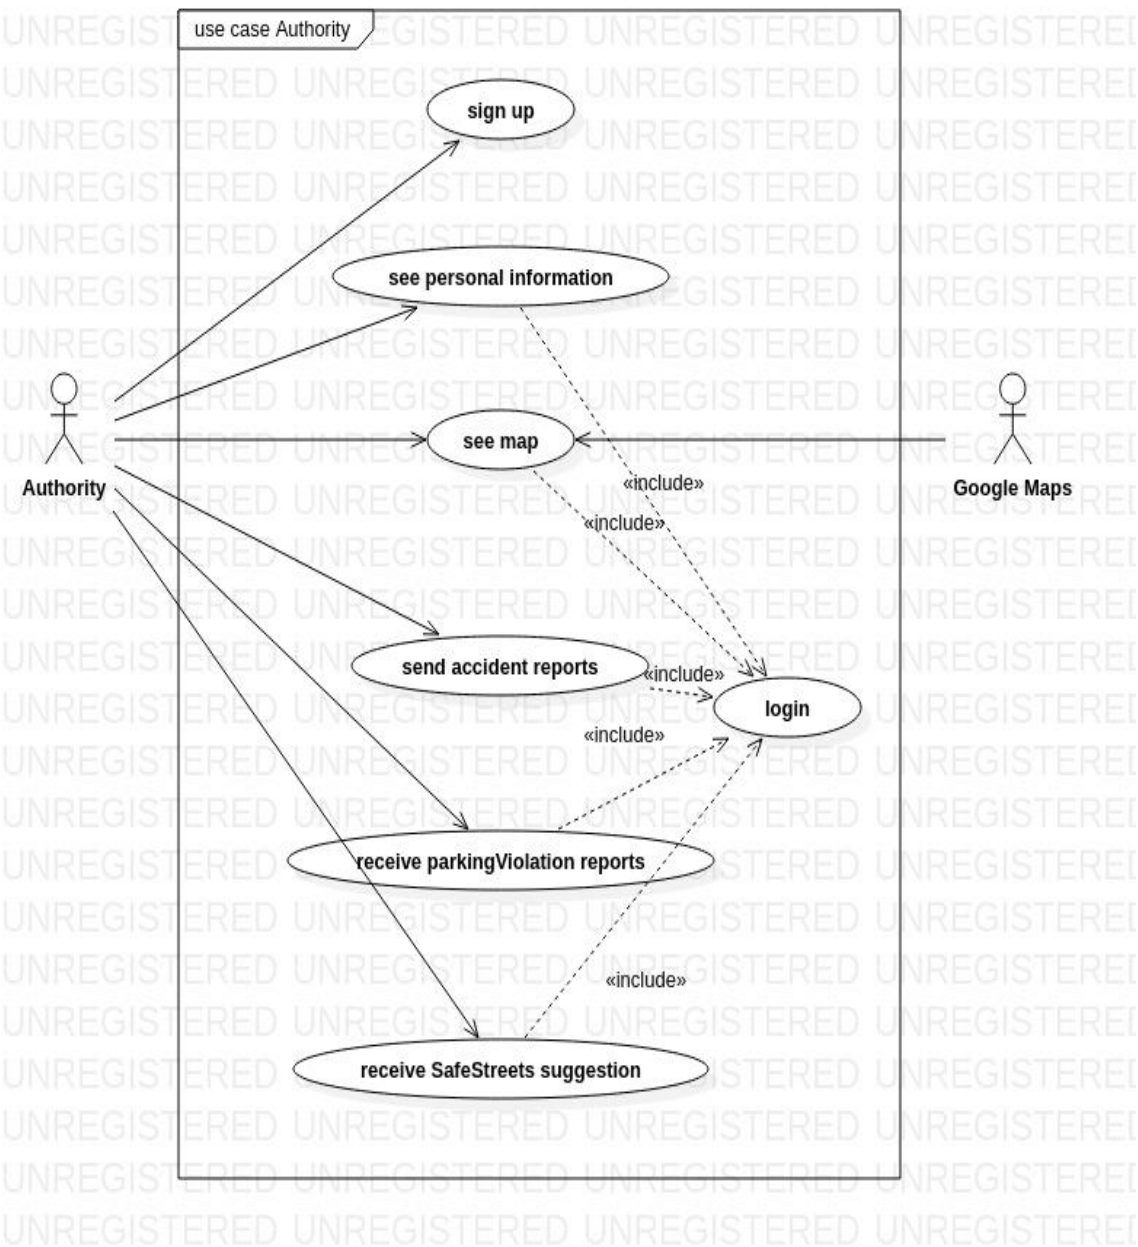 use case Authority
sign up
see personal information
see map
«include»
Authority
Google Maps
«include»
send accident reports
«include»
login
«include»
receive parkingViolation reports
«include»
receive SafeStreets suggestion
UNREGISTERED